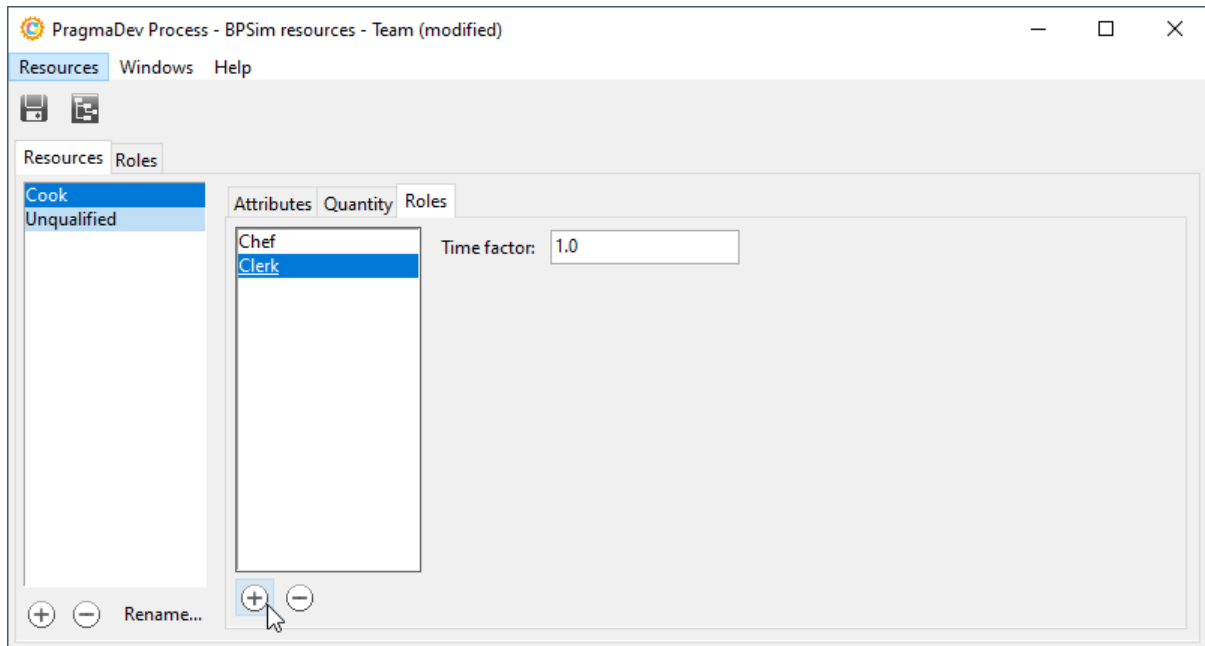 PragmaDev Process - BPSim resources - Team (modified)
Resources Windows Help
Resources Roles
Cook
Unqualified
Attributes Quantity Roles
Chef
Clerk
Time factor: 1.0
Rename...